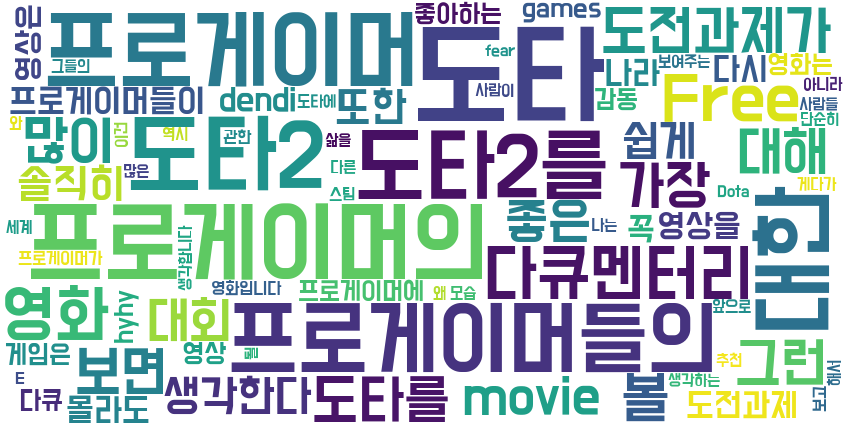 좋아하는 games
영상은 프로게이머 도타 도전과제가
그들의 fear 보여주는 영화는
프로게이머들이 dendi 도타에 또한 사람이 감동 나라 다시 아니라
Free 사람들
와 많이 이건 역시 관한 삶을 쉽게 대해 단순히
도타2 도타2를
솔직히 많은 다른 스팀 가장 Dota 게다가
세계 프로게이머의 좋은 나는 꼭 영상을 대한
프로게이머가 생각합니다 다큐멘터리
영화 hyhy 영화입니다 프로게이머에 왜 모습
대회 프로게이머들의 앞으로
게임은 보면 영상 추천 그런
E 생각한다 도타를 movie 볼 생각하는 해서
다큐 몰라도 도전과제 보고